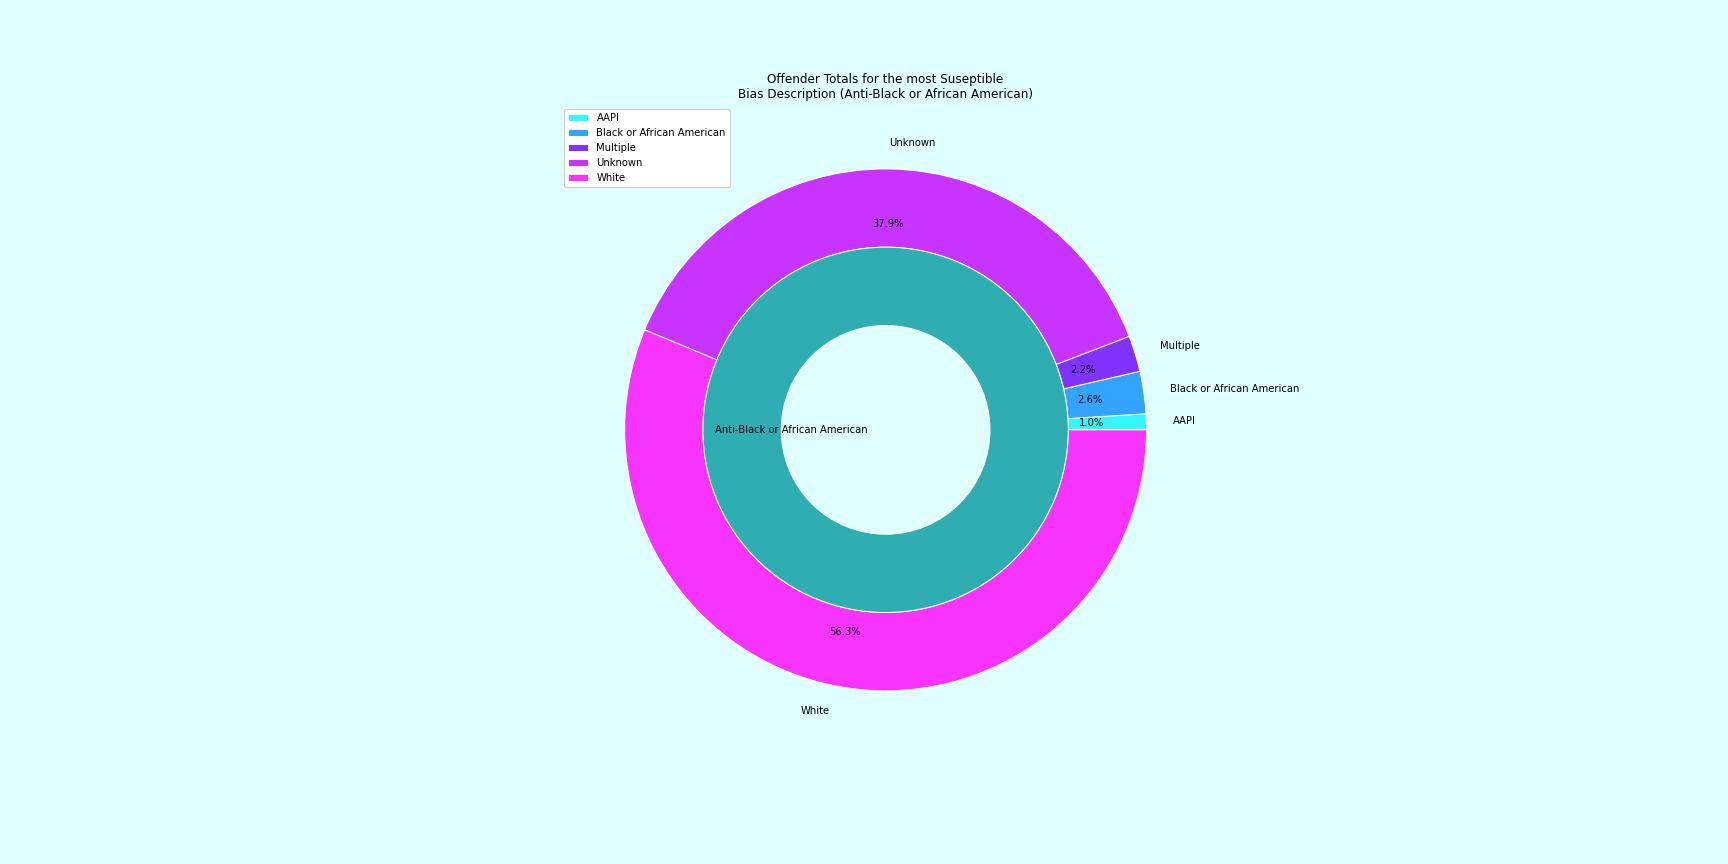 Offender Totals for the most Suseptible
Bias Description (Anti-Black or African American)
AAPI
Black or African American
Multiple
Unknown
White
Unknown
37.9%
Multiple
2.2%
Black or African American
2.6%
AAPI
1.0%
Anti-Black or African American
56.3%
White